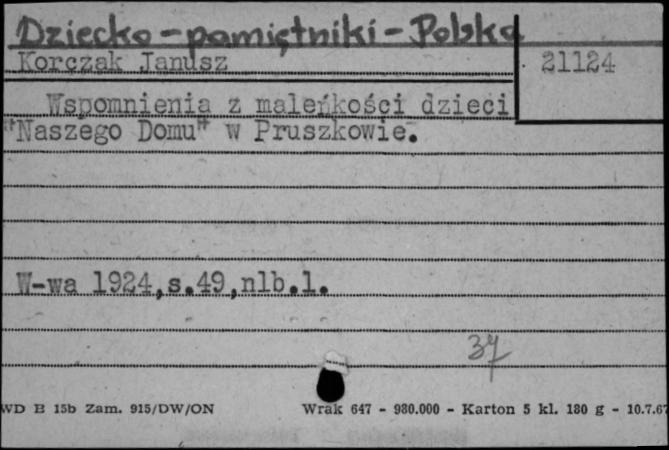 Dziecko - pamiętniki - Polska
Korczak Janusz
21124
Wspomnienia z maleńkości dzieci
"Naszego Domu" w Pruszkowie.
W-wa 1924,s.49,nlb.1.
37
WD B 15b Zam. 915/DW/ON Wrak 647 - 980.000 - Karton 5 kl. 180 g - 10.7.67